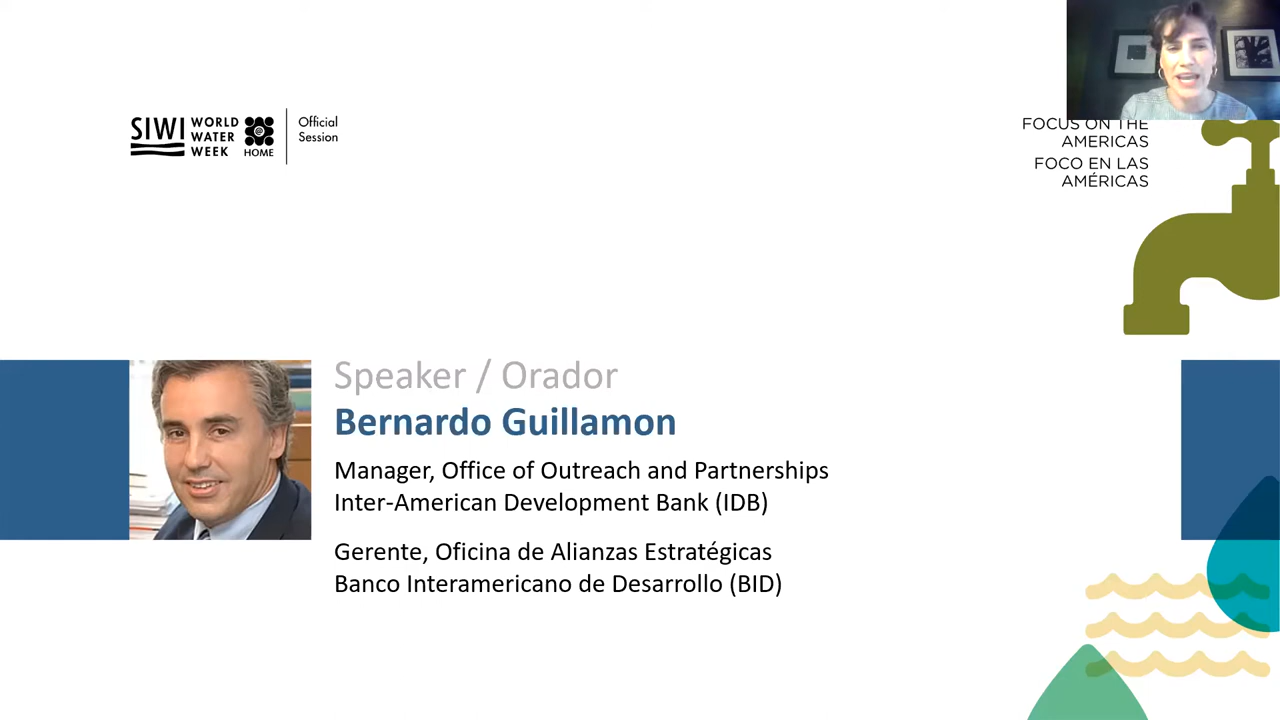 SIWI WORLD WATER WEEK @ HOME
Official
Session
FOCUS ON THE
AMERICAS
FOCO EN LAS
AMÉRICAS
Speaker / Orador
Bernardo Guillamon
Manager, Office of Outreach and Partnerships
Inter-American Development Bank (IDB)
Gerente, Oficina de Alianzas Estratégicas
Banco Interamericano de Desarrollo (BID)